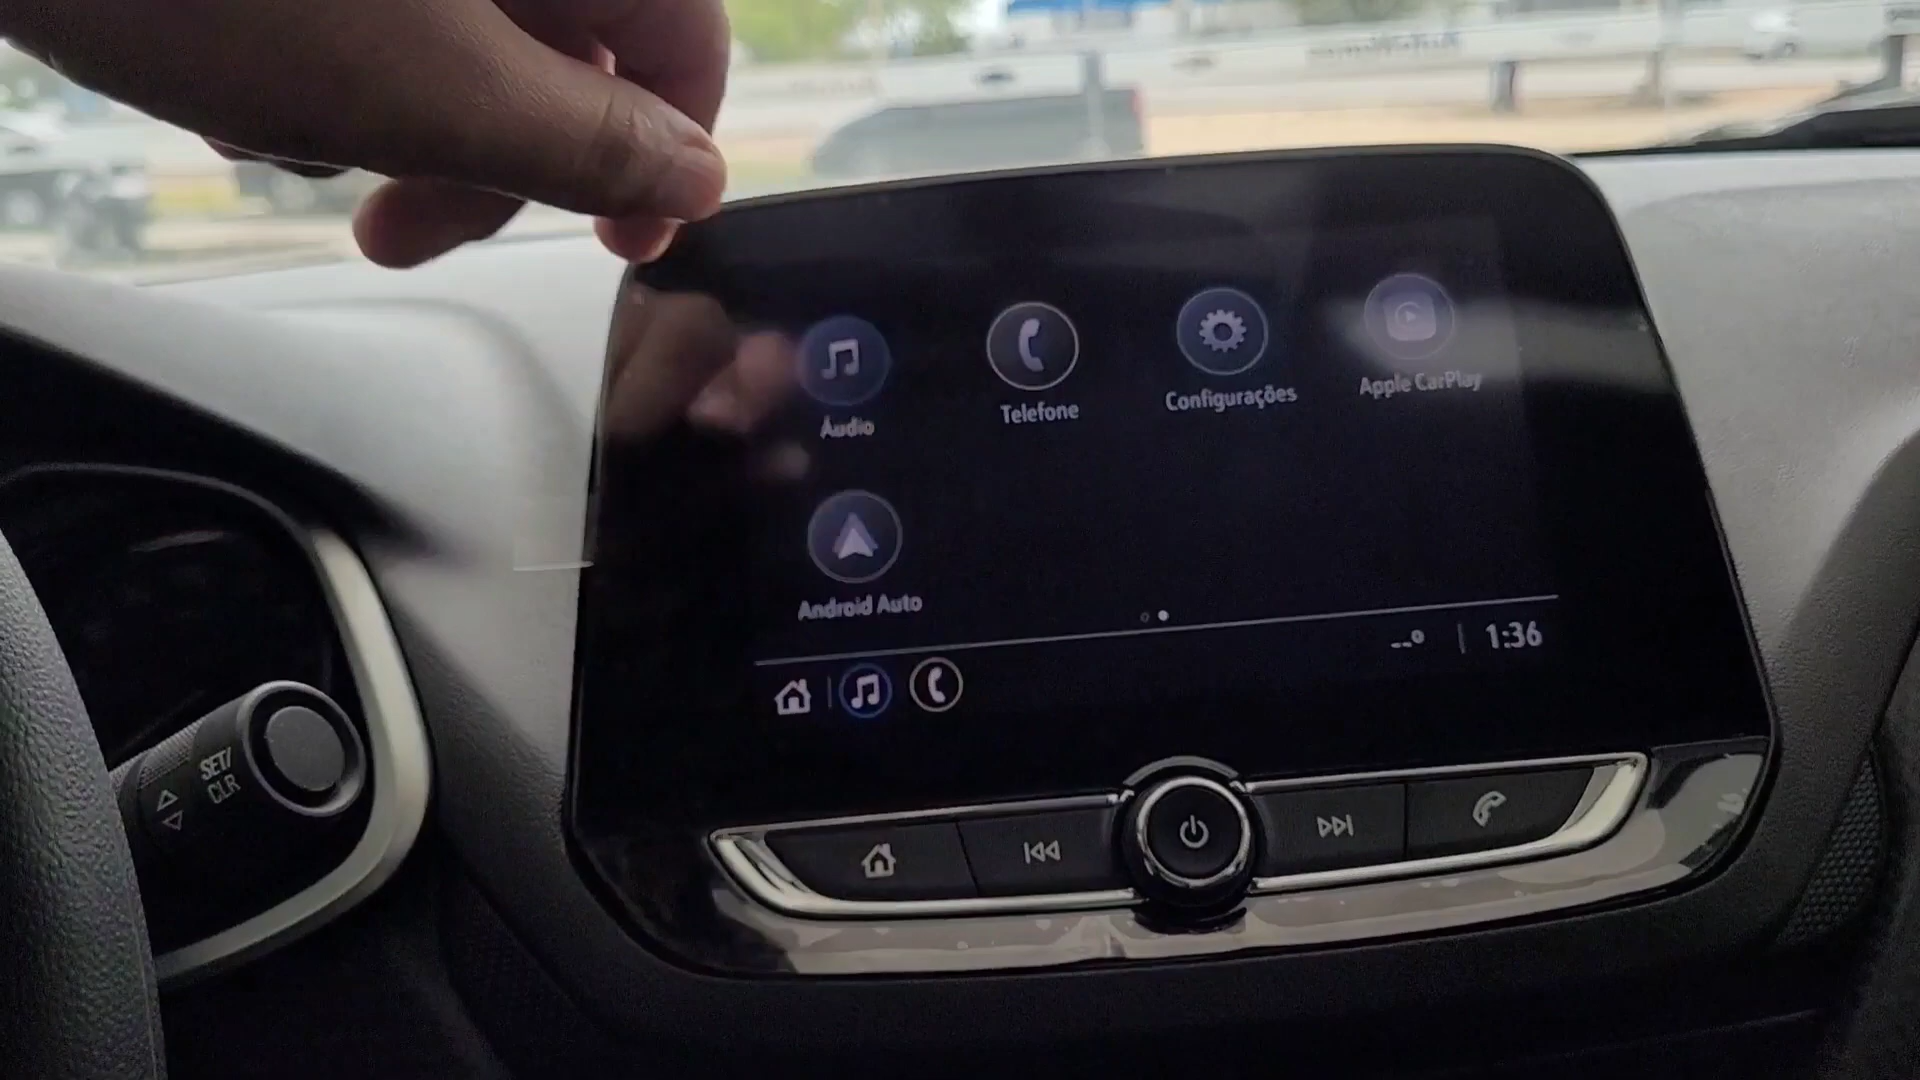 Áudio
Telefone
Configurações
Apple CarPlay
Android Auto
--° | 1:36
SET/
CLR